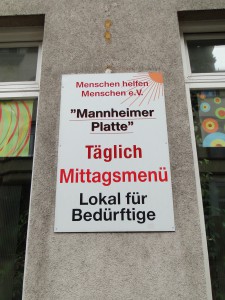 Menschen helfen
Menschen e.V.
"Mannheimer
Platte"
Täglich
Mittagsmenü
Lokal für
Bedürftige